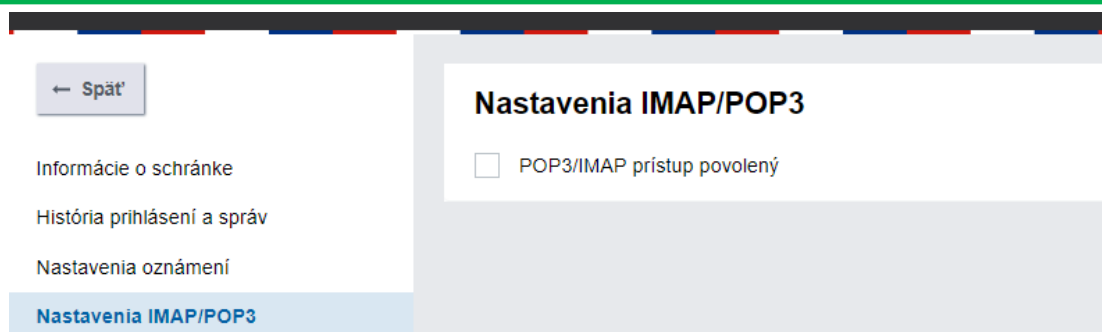 ← Späť
Informácie o schránke
História prihlásení a správ
Nastavenia oznámení
Nastavenia IMAP/POP3
Nastavenia IMAP/POP3
POP3/IMAP prístup povolený